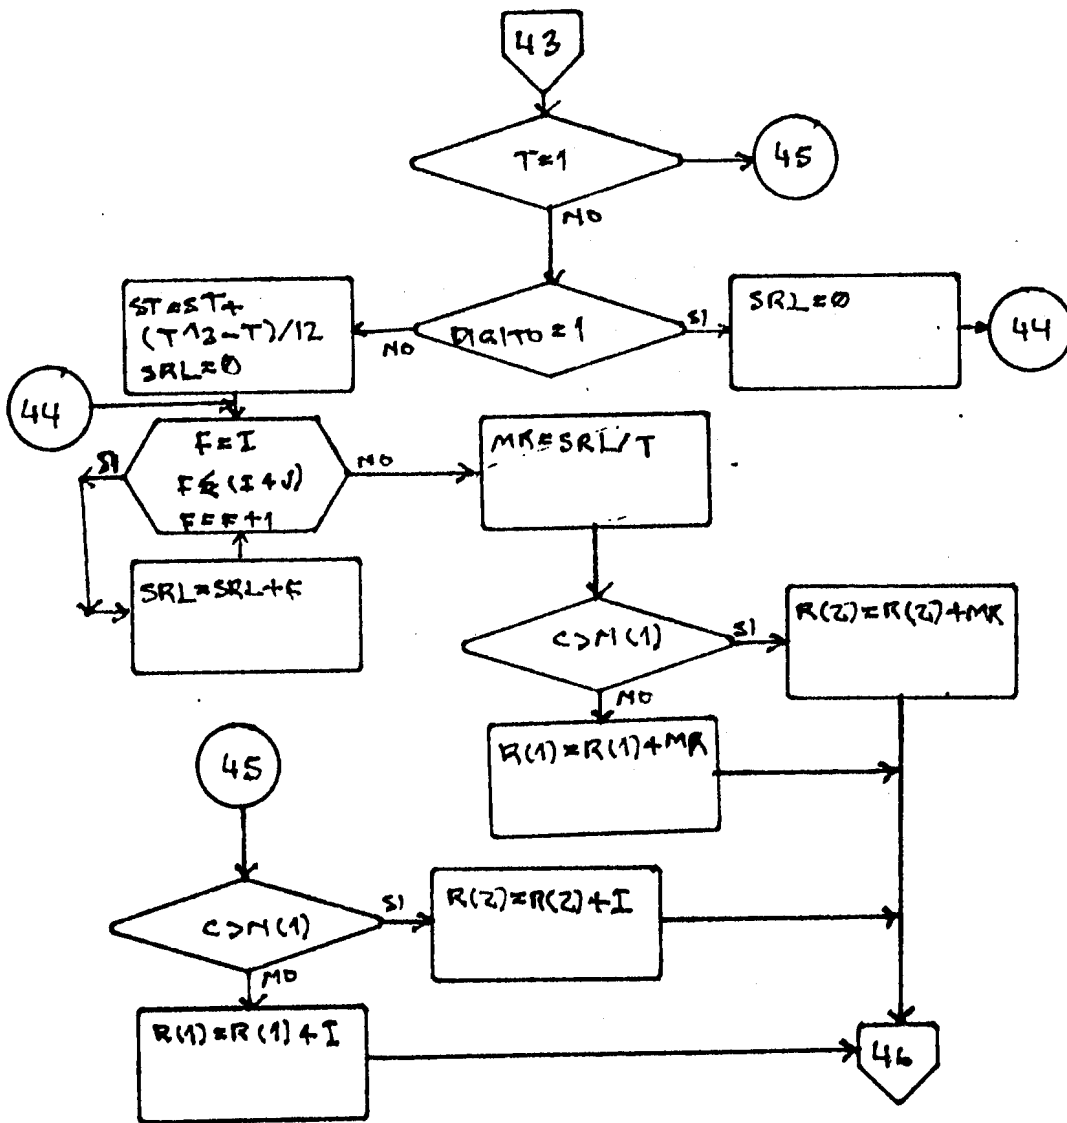 43
T=1
45
NO
ST=ST+
(T^3-T)/12
SRL=0
NO
DIGITO=1
SI
SRL=0
44
44
F=I
F≤(I+J)
F=F+1
SI
NO
MR=SRL/T
SRL=SRL+F
C>N(1)
SI
R(2)=R(2)+MR
NO
R(1)=R(1)+MR
45
C>N(1)
SI
R(2)=R(2)+I
NO
R(1)=R(1)+I
46